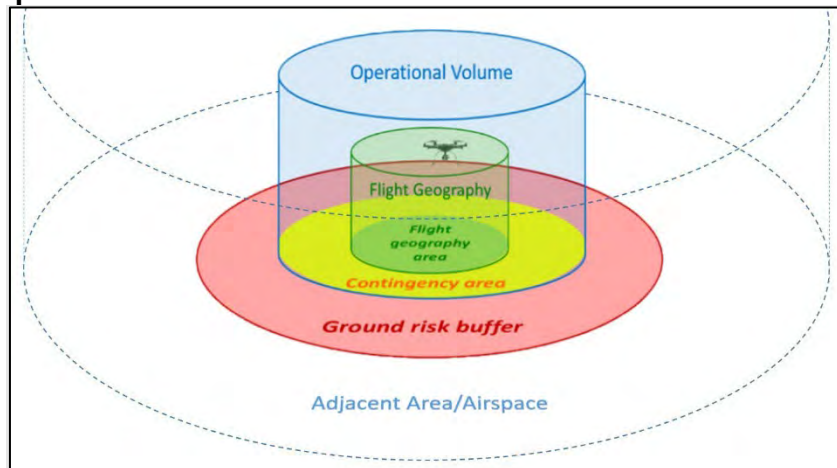 Operational Volume
Flight Geography
Flight
geography
area
Contingency area
Ground risk buffer
Adjacent Area/Airspace